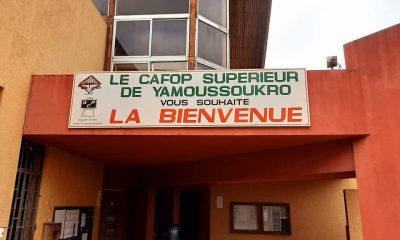 LE CAFOP SUPERIEUR
DE YAMOUSSOUKRO
VOUS SOUHAITE
LA BIENVENUE